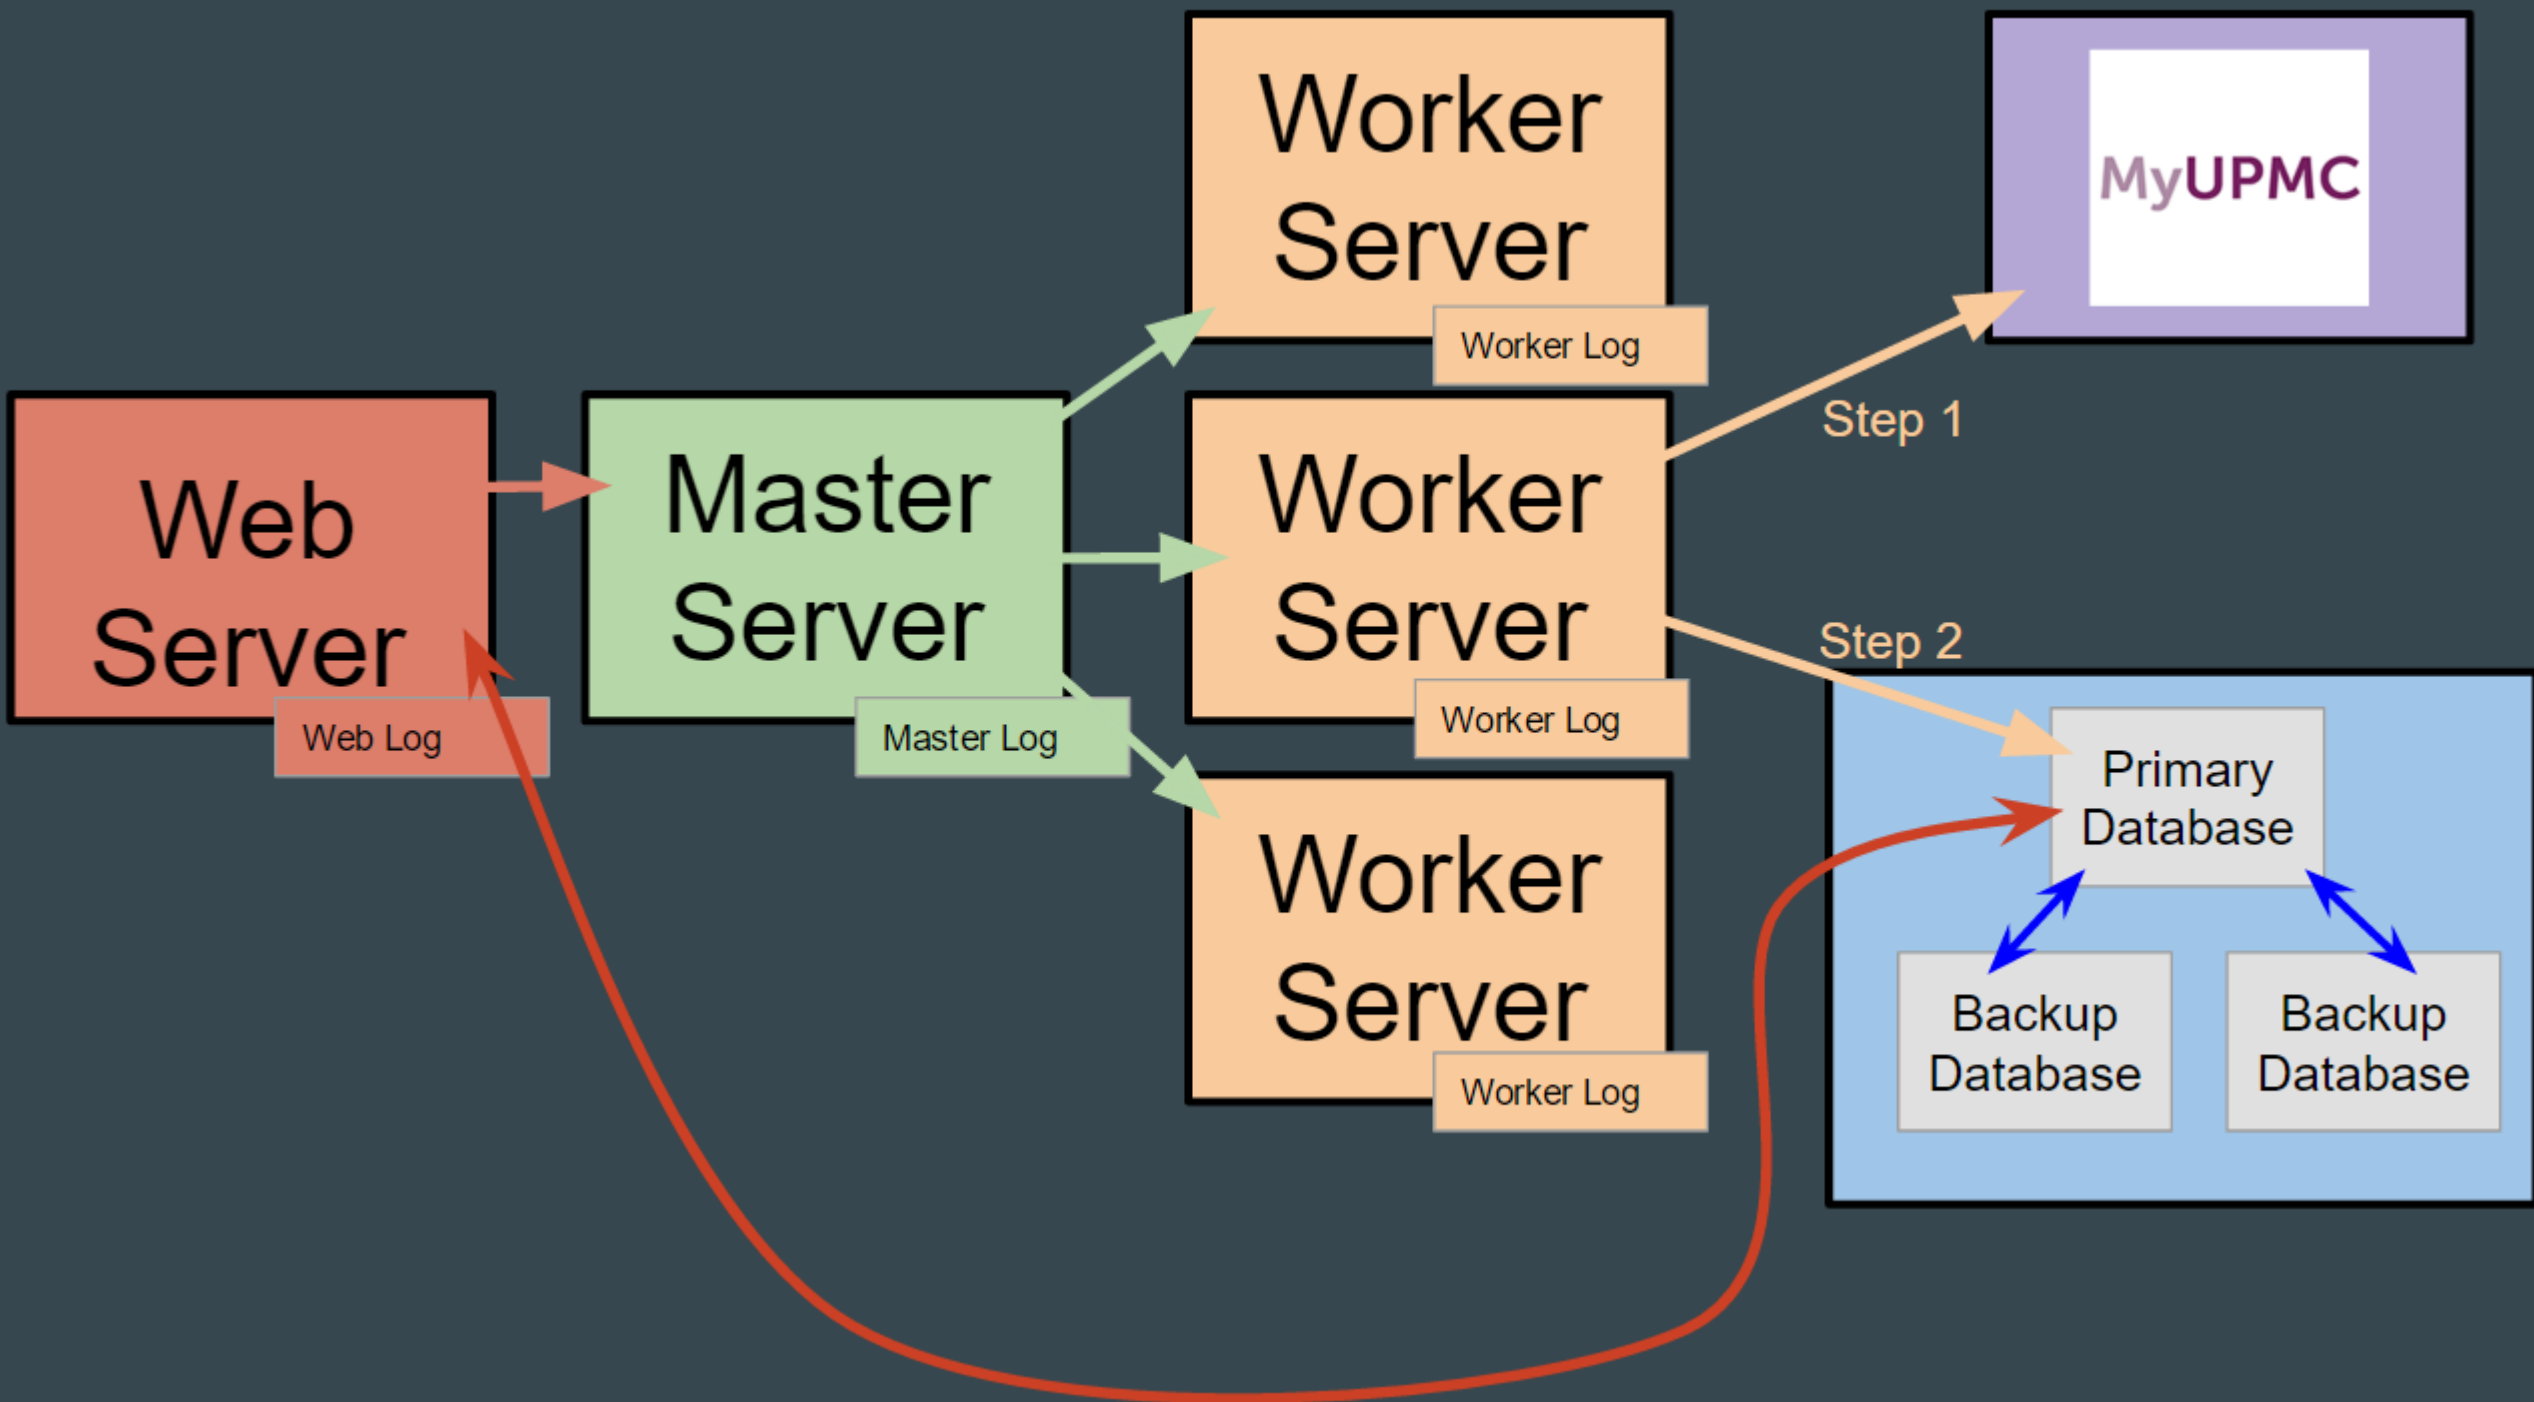 Web
Server
Web Log
Master
Server
Master Log
Worker
Server
Worker Log
Worker
Server
Worker Log
Worker
Server
Worker Log
Step 1
MyUPMC
Step 2
Primary
Database
Backup
Database
Backup
Database